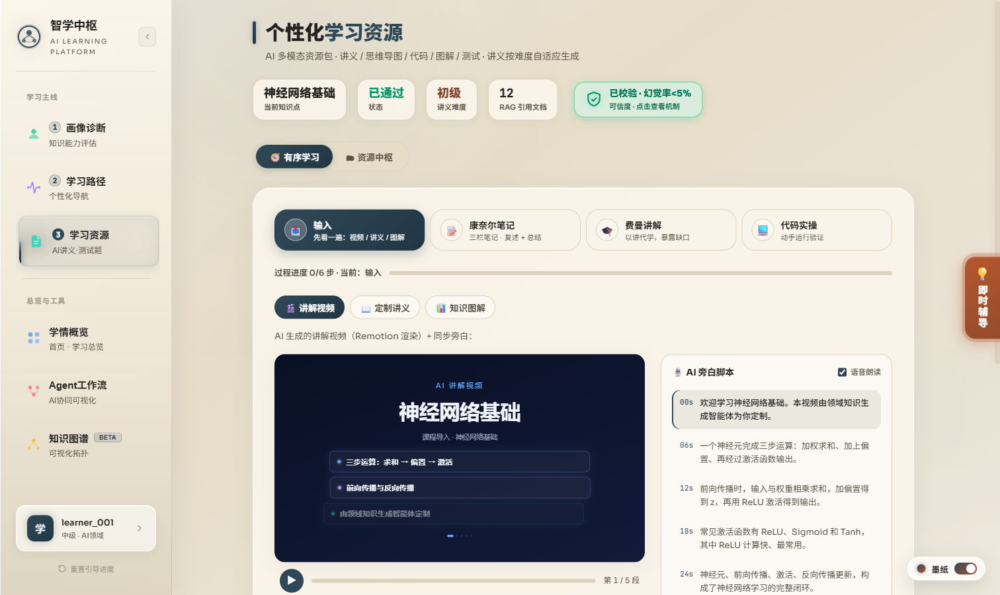 智学中枢
AI LEARNING
PLATFORM
学习主线
1 画像诊断
知识能力评估
2 学习路径
个性化导航
3 学习资源
AI讲义·测试题
总览与工具
学情概览
首页 · 学习总览
Agent工作流
AI协同可视化
知识图谱 BETA
可视化拓扑
学
learner_001
中级 · AI领域
重置引导进度
个性化学习资源
AI 多模态资源包 · 讲义 / 思维导图 / 代码 / 图解 / 测试 · 讲义按难度自适应生成
神经网络基础
当前知识点
已通过
状态
初级
讲义难度
12
RAG 引用文档
已校验 · 幻觉率<5%
可信度 · 点击查看机制
有序学习
资源中枢
输入
先看一遍：视频 / 讲义 / 图解
康奈尔笔记
三栏笔记 · 复述 + 总结
费曼讲解
以讲代学，暴露缺口
代码实操
动手运行验证
过程进度 0/6 步 · 当前：输入
讲解视频
定制讲义
知识图解
AI 生成的讲解视频（Remotion 渲染）+ 同步旁白：
AI 讲解视频
神经网络基础
课程导入 · 神经网络基础
三步运算：求和 → 偏置 → 激活
前向传播与反向传播
由领域知识生成智能体定制
第 1 / 5 段
AI 旁白脚本
语音朗读
00s 欢迎学习神经网络基础。本视频由领域知识生
成智能体为你定制。
06s 一个神经元完成三步运算：加权求和、加上偏
置、再经过激活函数输出。
12s 前向传播时，输入与权重相乘求和，加偏置得
到 z，再用 ReLU 激活得到输出。
18s 常见激活函数有 ReLU、Sigmoid 和 Tanh，
其中 ReLU 计算快、最常用。
24s 神经元、前向传播、激活、反向传播更新，构
成了神经网络学习的完整闭环。
即时辅导
墨纸